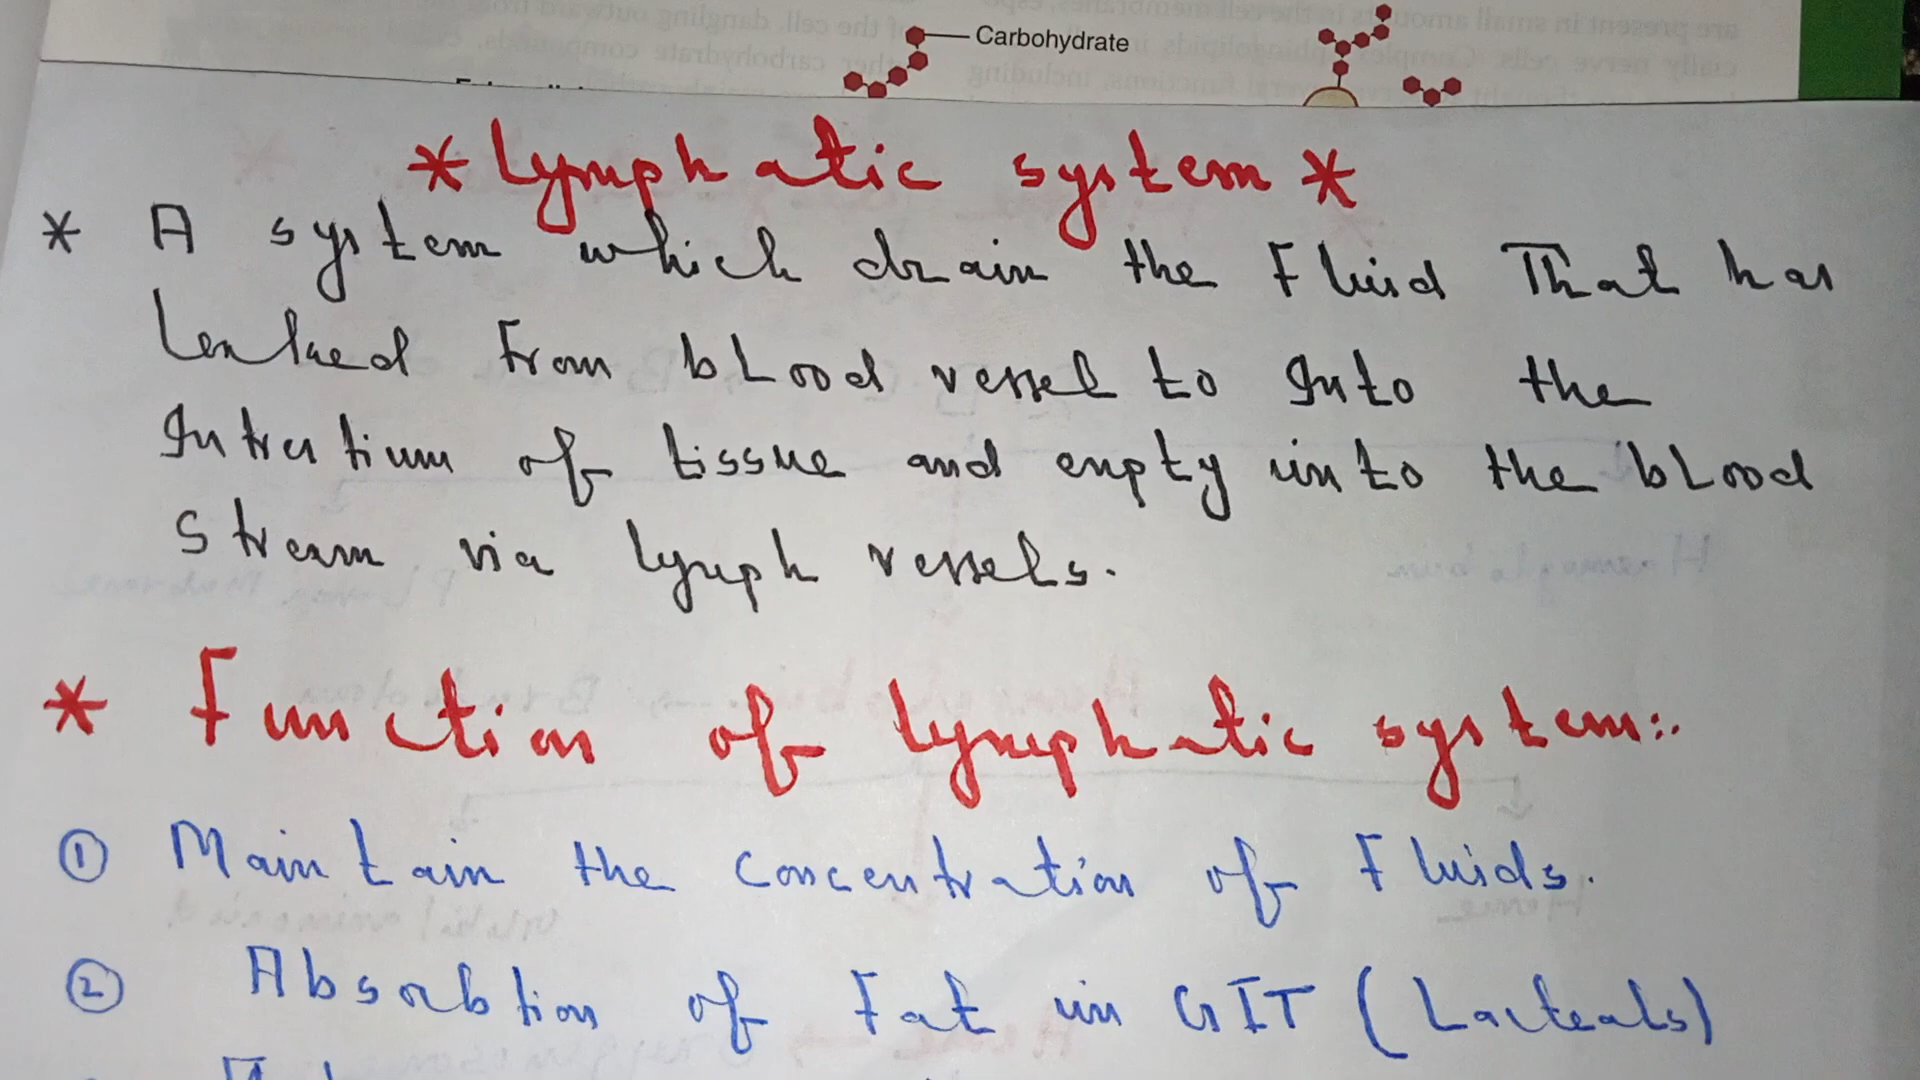 Carbohydrate
* Lymphatic system *
* A system which drain the Fluid That has
Leaked From bLood vessel to Into the
Intrestium of tissue and enpty into the bLood
Stream via lymph vessels.
* Function of lymphatic system:.
① Maintain the concentration of Fluids.
② Absorbtion of Fat in GIT (Lacteals)